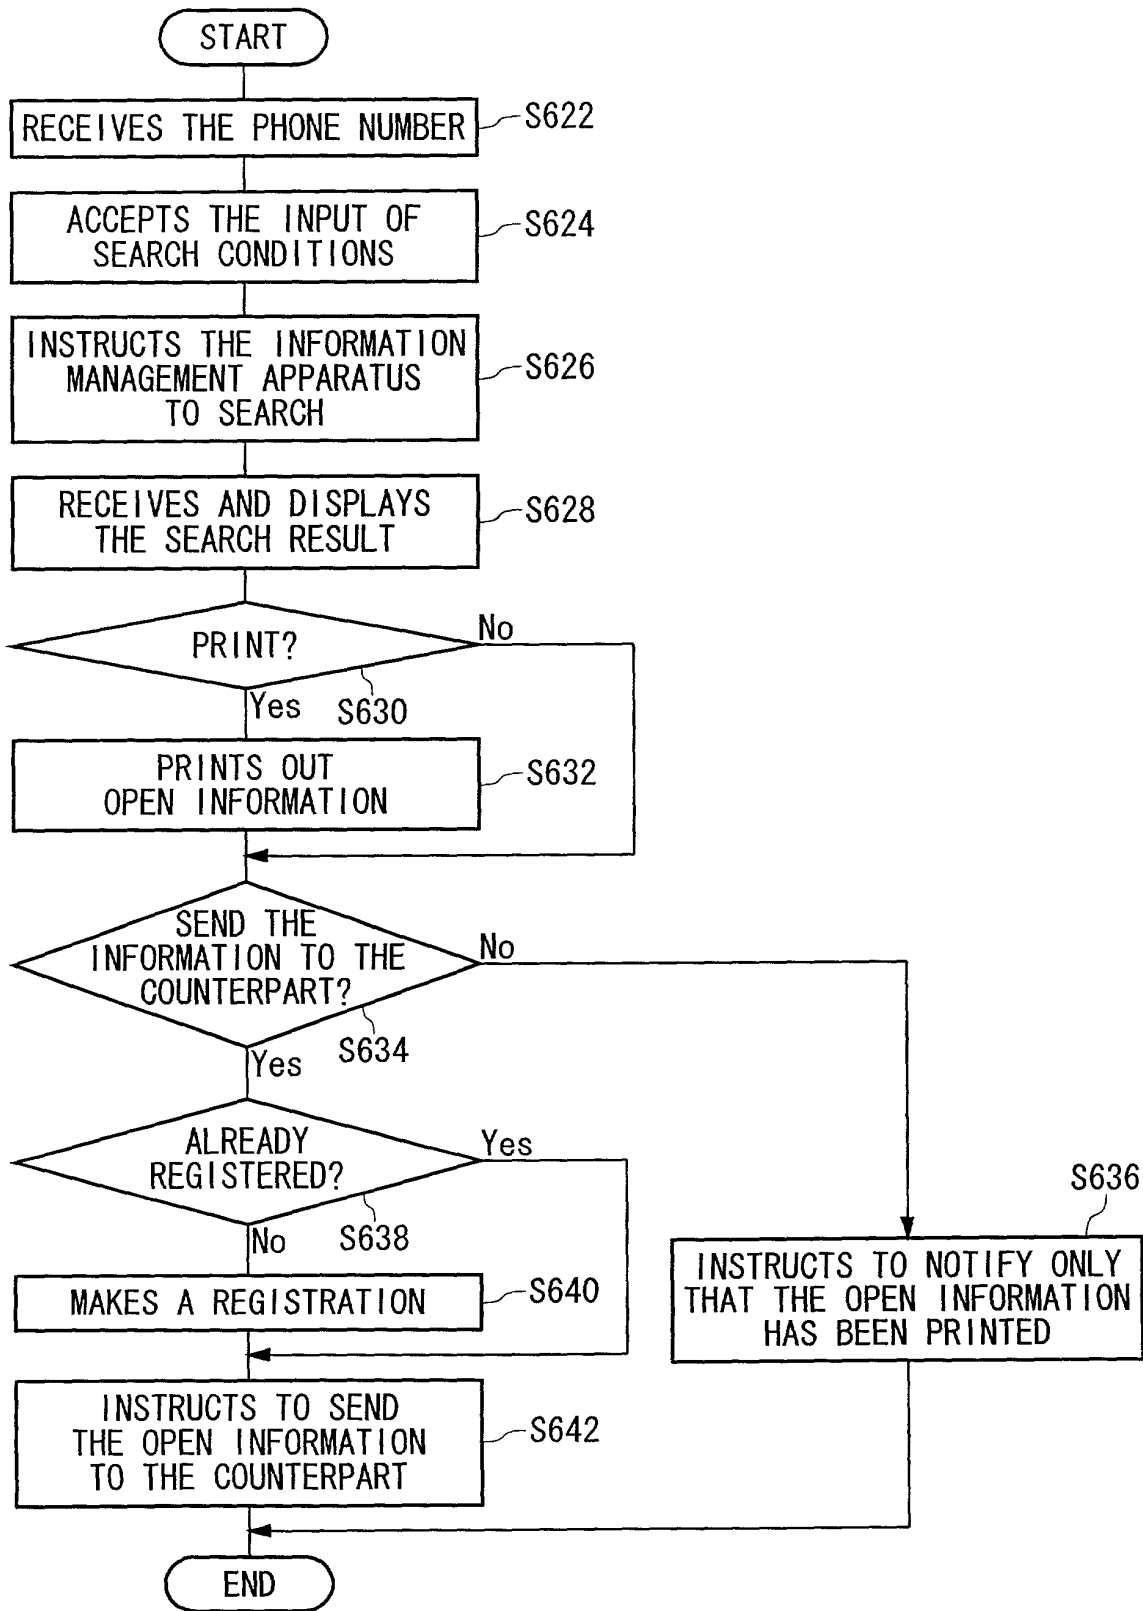 START
RECEIVES THE PHONE NUMBER
S622
ACCEPTS THE INPUT OF
SEARCH CONDITIONS
S624
INSTRUCTS THE INFORMATION
MANAGEMENT APPARATUS
TO SEARCH
S626
RECEIVES AND DISPLAYS
THE SEARCH RESULT
S628
PRINT?
No
Yes
S630
PRINTS OUT
OPEN INFORMATION
S632
SEND THE
INFORMATION TO THE
COUNTERPART?
No
S634
Yes
ALREADY
REGISTERED?
Yes
S638
No
MAKES A REGISTRATION
S640
S636
INSTRUCTS TO NOTIFY ONLY
THAT THE OPEN INFORMATION
HAS BEEN PRINTED
INSTRUCTS TO SEND
THE OPEN INFORMATION
TO THE COUNTERPART
S642
END